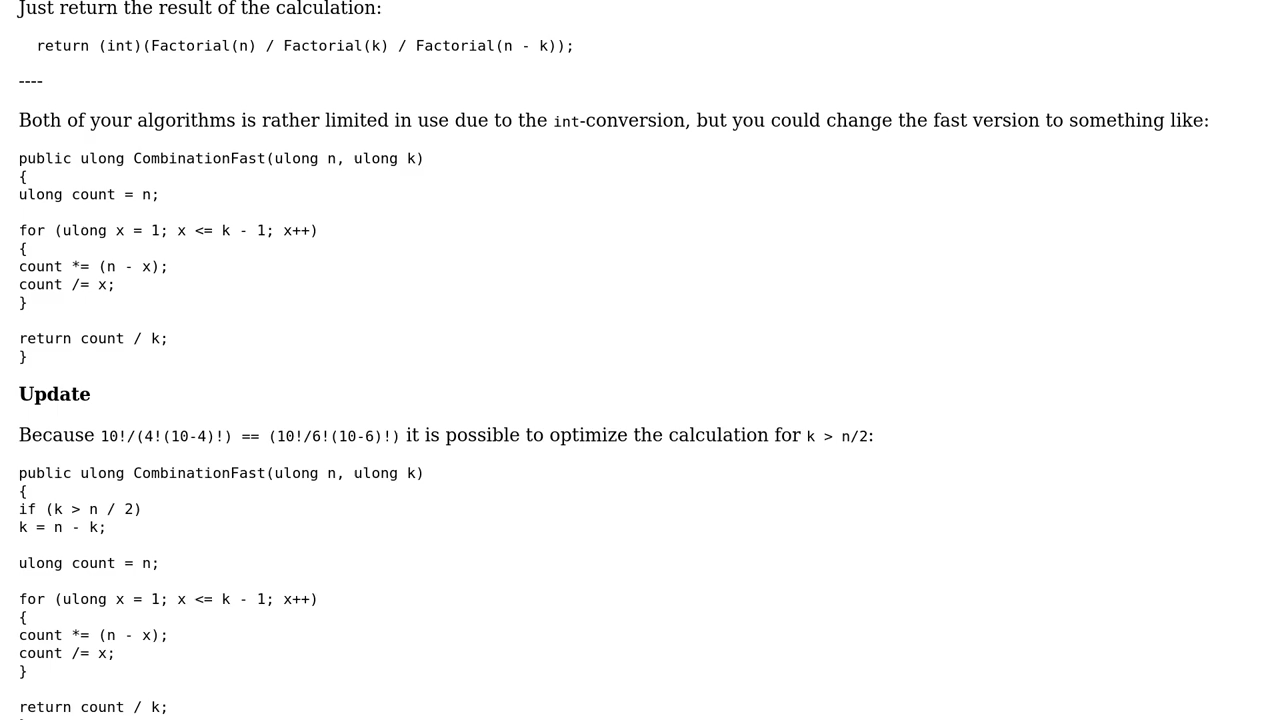 Just return the result of the calculation:
return (int)(Factorial(n) / Factorial(k) / Factorial(n - k));
----
Both of your algorithms is rather limited in use due to the int-conversion, but you could change the fast version to something like:
public ulong CombinationFast(ulong n, ulong k)
{
ulong count = n;
for (ulong x = 1; x <= k - 1; x++)
{
count *= (n - x);
count /= x;
}
return count / k;
}
Update
Because 10!/(4!(10-4)!) == (10!/6!(10-6)!) it is possible to optimize the calculation for k > n/2:
public ulong CombinationFast(ulong n, ulong k)
{
if (k > n / 2)
k = n - k;
ulong count = n;
for (ulong x = 1; x <= k - 1; x++)
{
count *= (n - x);
count /= x;
}
return count / k;